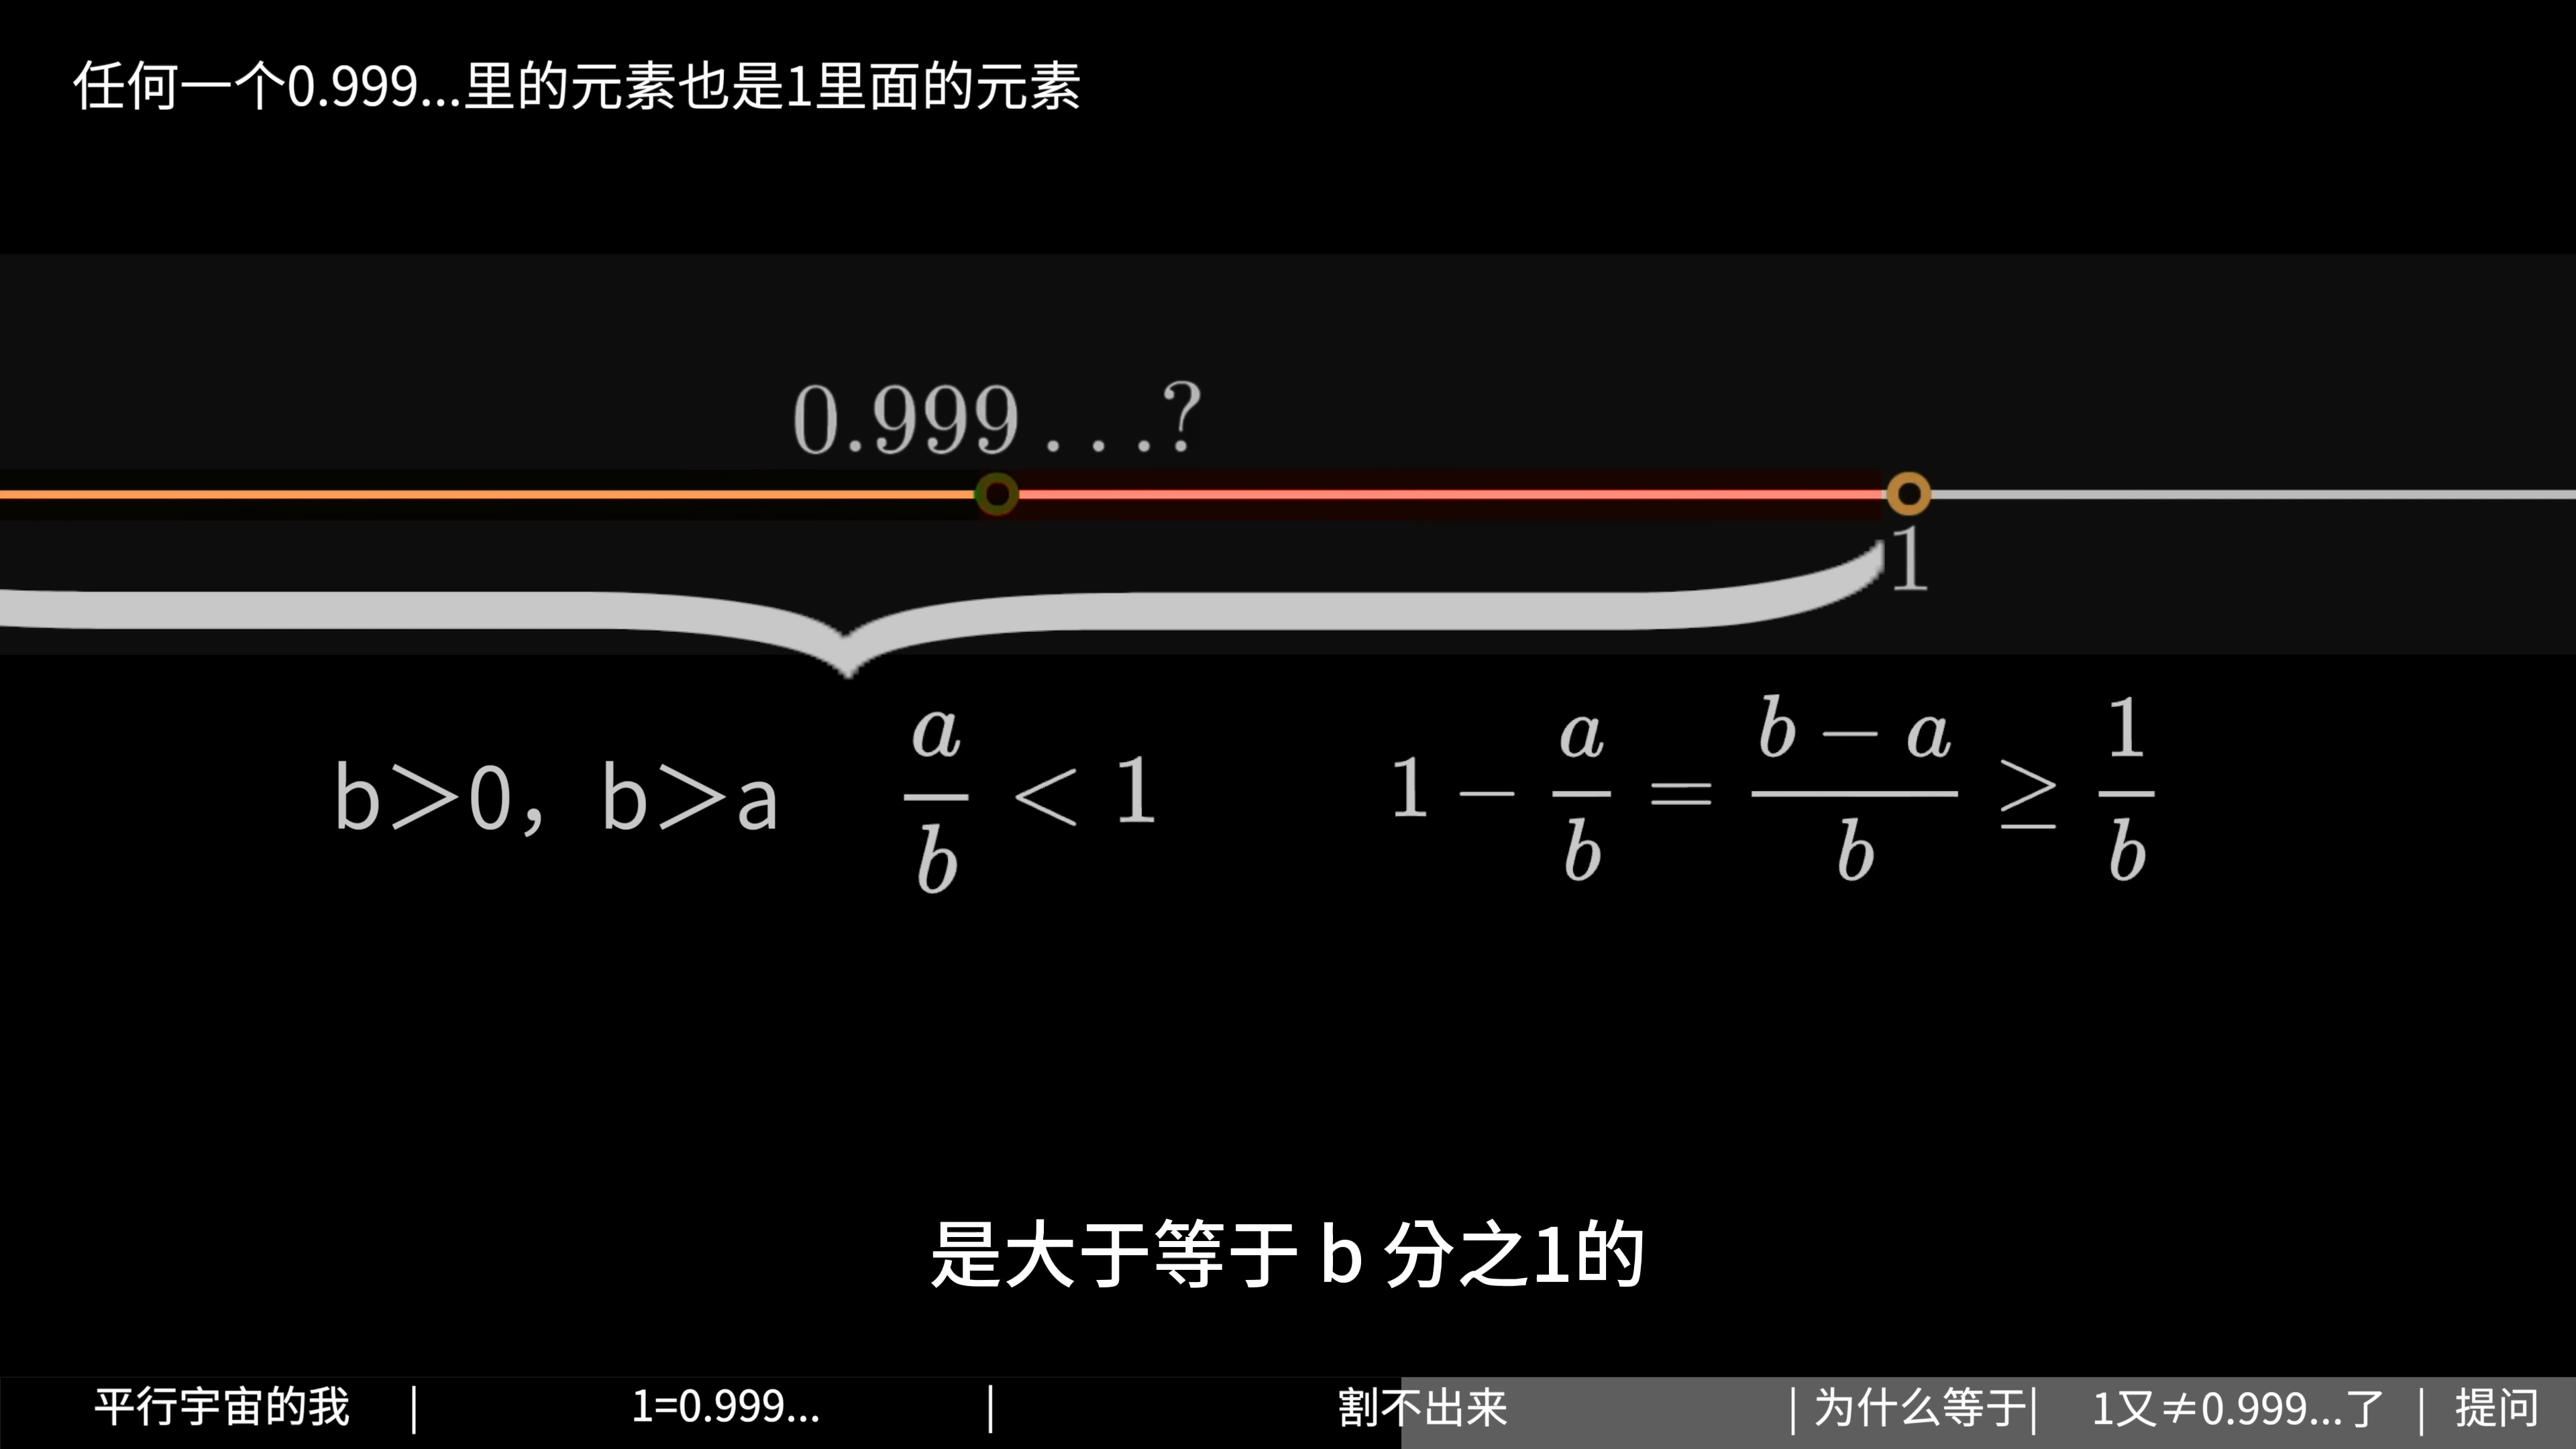 任何一个0.999...里的元素也是1里面的元素
0.999...?
1
b>0，b>a a/b < 1 1 − a/b = (b − a)/b ≥ 1/b
是大于等于 b 分之1的
平行宇宙的我 | 1=0.999... | 割不出来 | 为什么等于| 1又≠0.999...了 | 提问